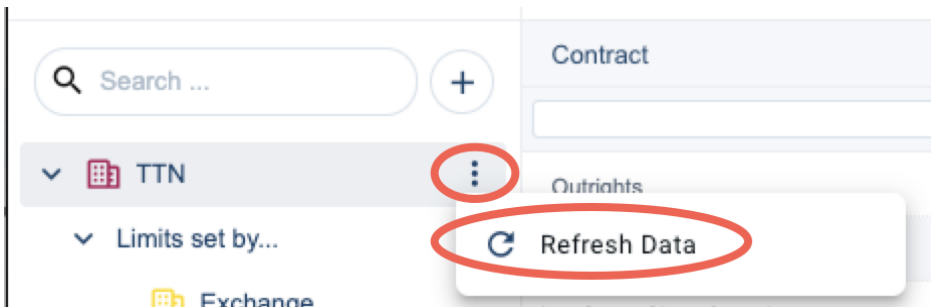 Search ...
+
Contract
TTN
Outrights
Limits set by...
Refresh Data
Exchange